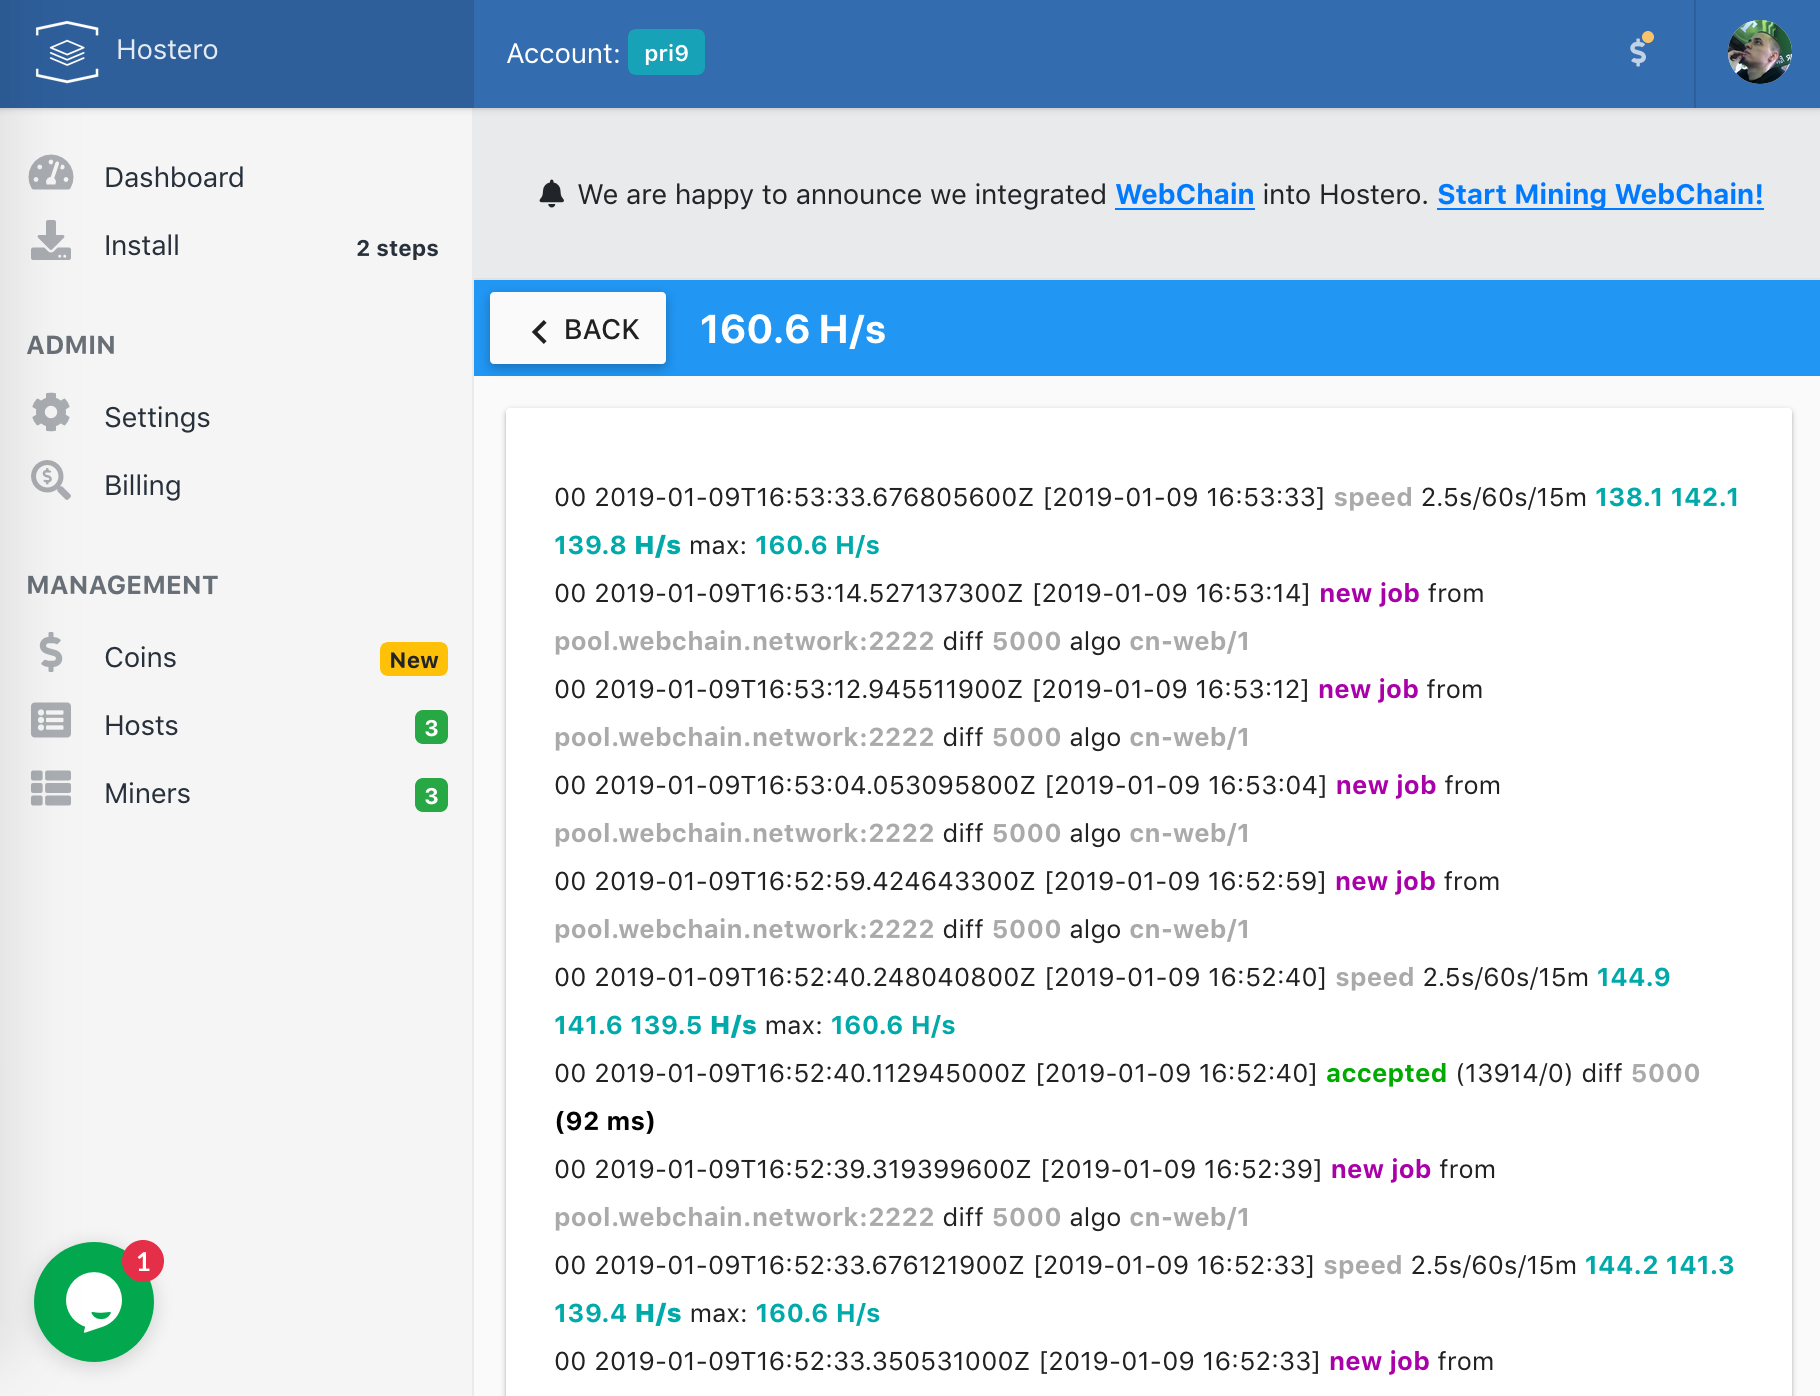 Hostero
Account: pri9
Dashboard
Install 2 steps
ADMIN
Settings
Billing
MANAGEMENT
Coins New
Hosts 3
Miners 3
1
We are happy to announce we integrated WebChain into Hostero. Start Mining WebChain!
BACK 160.6 H/s
00 2019-01-09T16:53:33.676805600Z [2019-01-09 16:53:33] speed 2.5s/60s/15m 138.1 142.1
139.8 H/s max: 160.6 H/s
00 2019-01-09T16:53:14.527137300Z [2019-01-09 16:53:14] new job from
pool.webchain.network:2222 diff 5000 algo cn-web/1
00 2019-01-09T16:53:12.945511900Z [2019-01-09 16:53:12] new job from
pool.webchain.network:2222 diff 5000 algo cn-web/1
00 2019-01-09T16:53:04.053095800Z [2019-01-09 16:53:04] new job from
pool.webchain.network:2222 diff 5000 algo cn-web/1
00 2019-01-09T16:52:59.424643300Z [2019-01-09 16:52:59] new job from
pool.webchain.network:2222 diff 5000 algo cn-web/1
00 2019-01-09T16:52:40.248040800Z [2019-01-09 16:52:40] speed 2.5s/60s/15m 144.9
141.6 139.5 H/s max: 160.6 H/s
00 2019-01-09T16:52:40.112945000Z [2019-01-09 16:52:40] accepted (13914/0) diff 5000
(92 ms)
00 2019-01-09T16:52:39.319399600Z [2019-01-09 16:52:39] new job from
pool.webchain.network:2222 diff 5000 algo cn-web/1
00 2019-01-09T16:52:33.676121900Z [2019-01-09 16:52:33] speed 2.5s/60s/15m 144.2 141.3
139.4 H/s max: 160.6 H/s
00 2019-01-09T16:52:33.350531000Z [2019-01-09 16:52:33] new job from